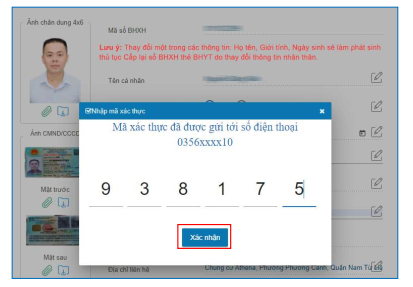 Ảnh chân dung 4x6
Mã số BHXH
Lưu ý: Thay đổi một trong các thông tin: Họ tên, Giới tính, Ngày sinh sẽ làm phát sinh
thủ tục Cấp lại sổ BHXH thẻ BHYT do thay đổi thông tin nhân thân.
Tên cá nhân
Ảnh CMND/CCCD
Mặt trước
Mặt sau
Nhập mã xác thực
Mã xác thực đã được gửi tới số điện thoại
0356xxxx10
9 3 8 1 7 5
Xác nhận
Địa chỉ liên hệ
Chung cư Athena, Phường Phương Canh, Quận Nam Từ